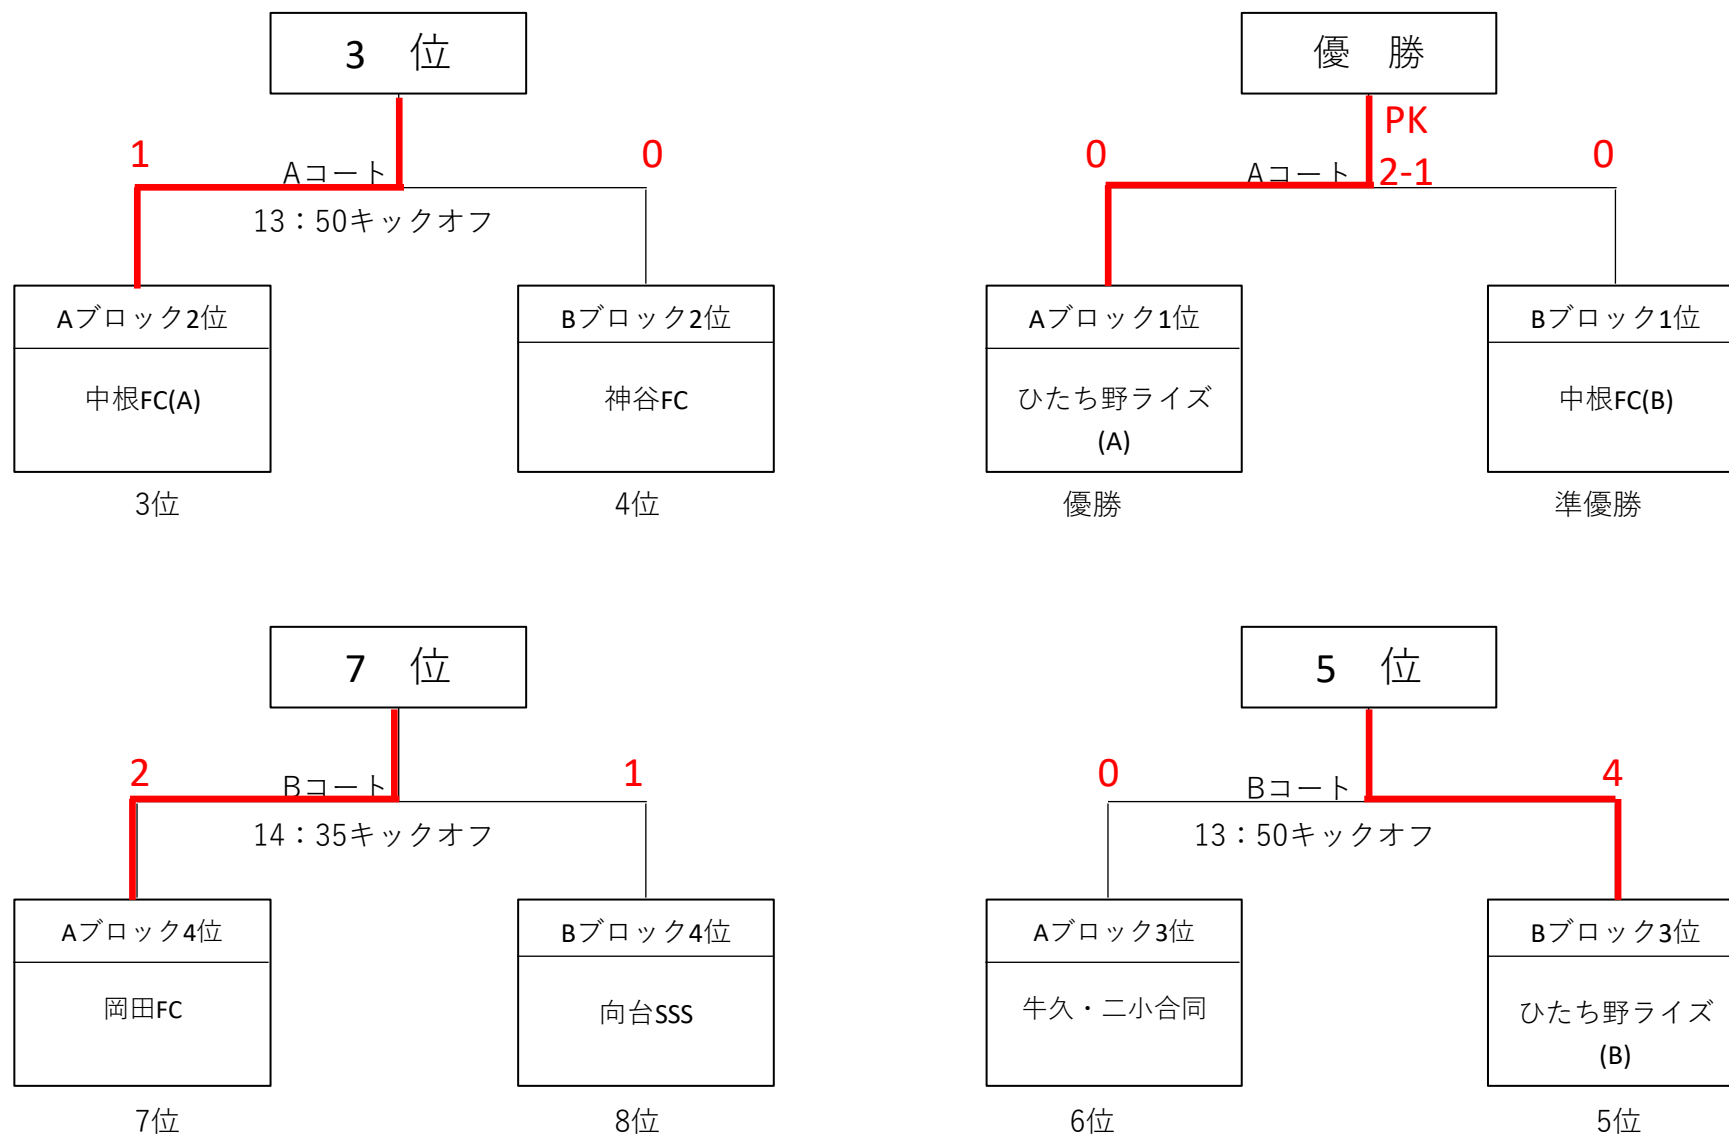 3　位
1
0
Aコート
13：50キックオフ
Aブロック2位
中根FC(A)
3位
Bブロック2位
神谷FC
4位
優　勝
PK
2-1
0
0
Aコート
Aブロック1位
ひたち野ライズ
(A)
優勝
Bブロック1位
中根FC(B)
準優勝
7　位
2
1
Bコート
14：35キックオフ
Aブロック4位
岡田FC
7位
Bブロック4位
向台SSS
8位
5　位
0
4
Bコート
13：50キックオフ
Aブロック3位
牛久・二小合同
6位
Bブロック3位
ひたち野ライズ
(B)
5位